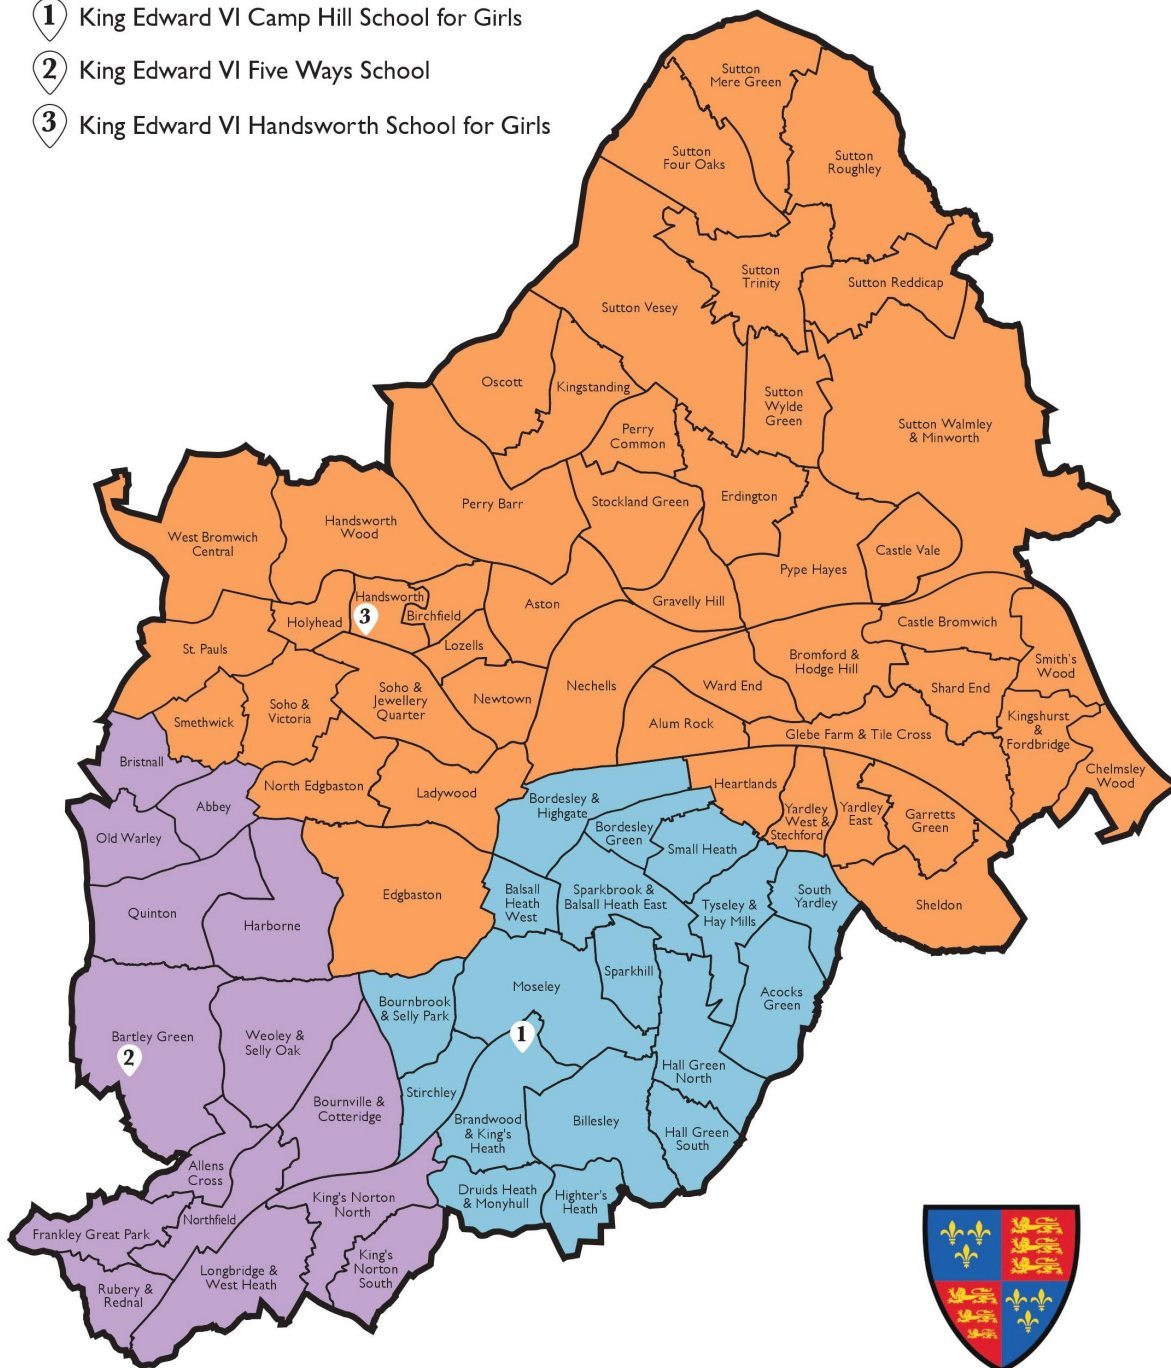 1 King Edward VI Camp Hill School for Girls
2 King Edward VI Five Ways School
3 King Edward VI Handsworth School for Girls
Sutton
Mere Green
Sutton
Four Oaks
Sutton
Roughley
Sutton
Trinity
Sutton Reddicap
Sutton Vesey
Oscott
Kingstanding
Sutton
Wylde
Green
Sutton Walmley
& Minworth
Perry
Common
Perry Barr
Stockland Green
Erdington
Handsworth
Wood
West Bromwich
Central
Castle Vale
Pype Hayes
Handsworth
3
Birchfield
Holyhead
Aston
Gravelly Hill
Castle Bromwich
St. Pauls
Lozells
Bromford &
Hodge Hill
Smith's
Wood
Soho &
Jewellery
Quarter
Newtown
Nechells
Ward End
Shard End
Smethwick
Soho &
Victoria
Alum Rock
Glebe Farm & Tile Cross
Kingshurst
&
Fordbridge
Chelmsley
Wood
Bristnall
North Edgbaston
Ladywood
Abbey
Bordesley &
Highgate
Heartlands
Yardley
West &
Stechford
Yardley
East
Garretts
Green
Old Warley
Bordesley
Green
Small Heath
Edgbaston
Balsall
Heath
West
Sparkbrook &
Balsall Heath East
Tyseley &
Hay Mills
South
Yardley
Sheldon
Quinton
Harborne
Sparkhill
Moseley
Acocks
Green
Bournbrook
& Selly Park
1
Bartley Green
2
Weoley &
Selly Oak
Hall Green
North
Stirchley
Bournville &
Cotteridge
Brandwood
& King's
Heath
Billesley
Hall Green
South
Allens
Cross
Druids Heath
& Monyhull
Highter's
Heath
King's Norton
North
Northfield
Frankley Great Park
King's
Norton
South
Longbridge &
West Heath
Rubery &
Rednal